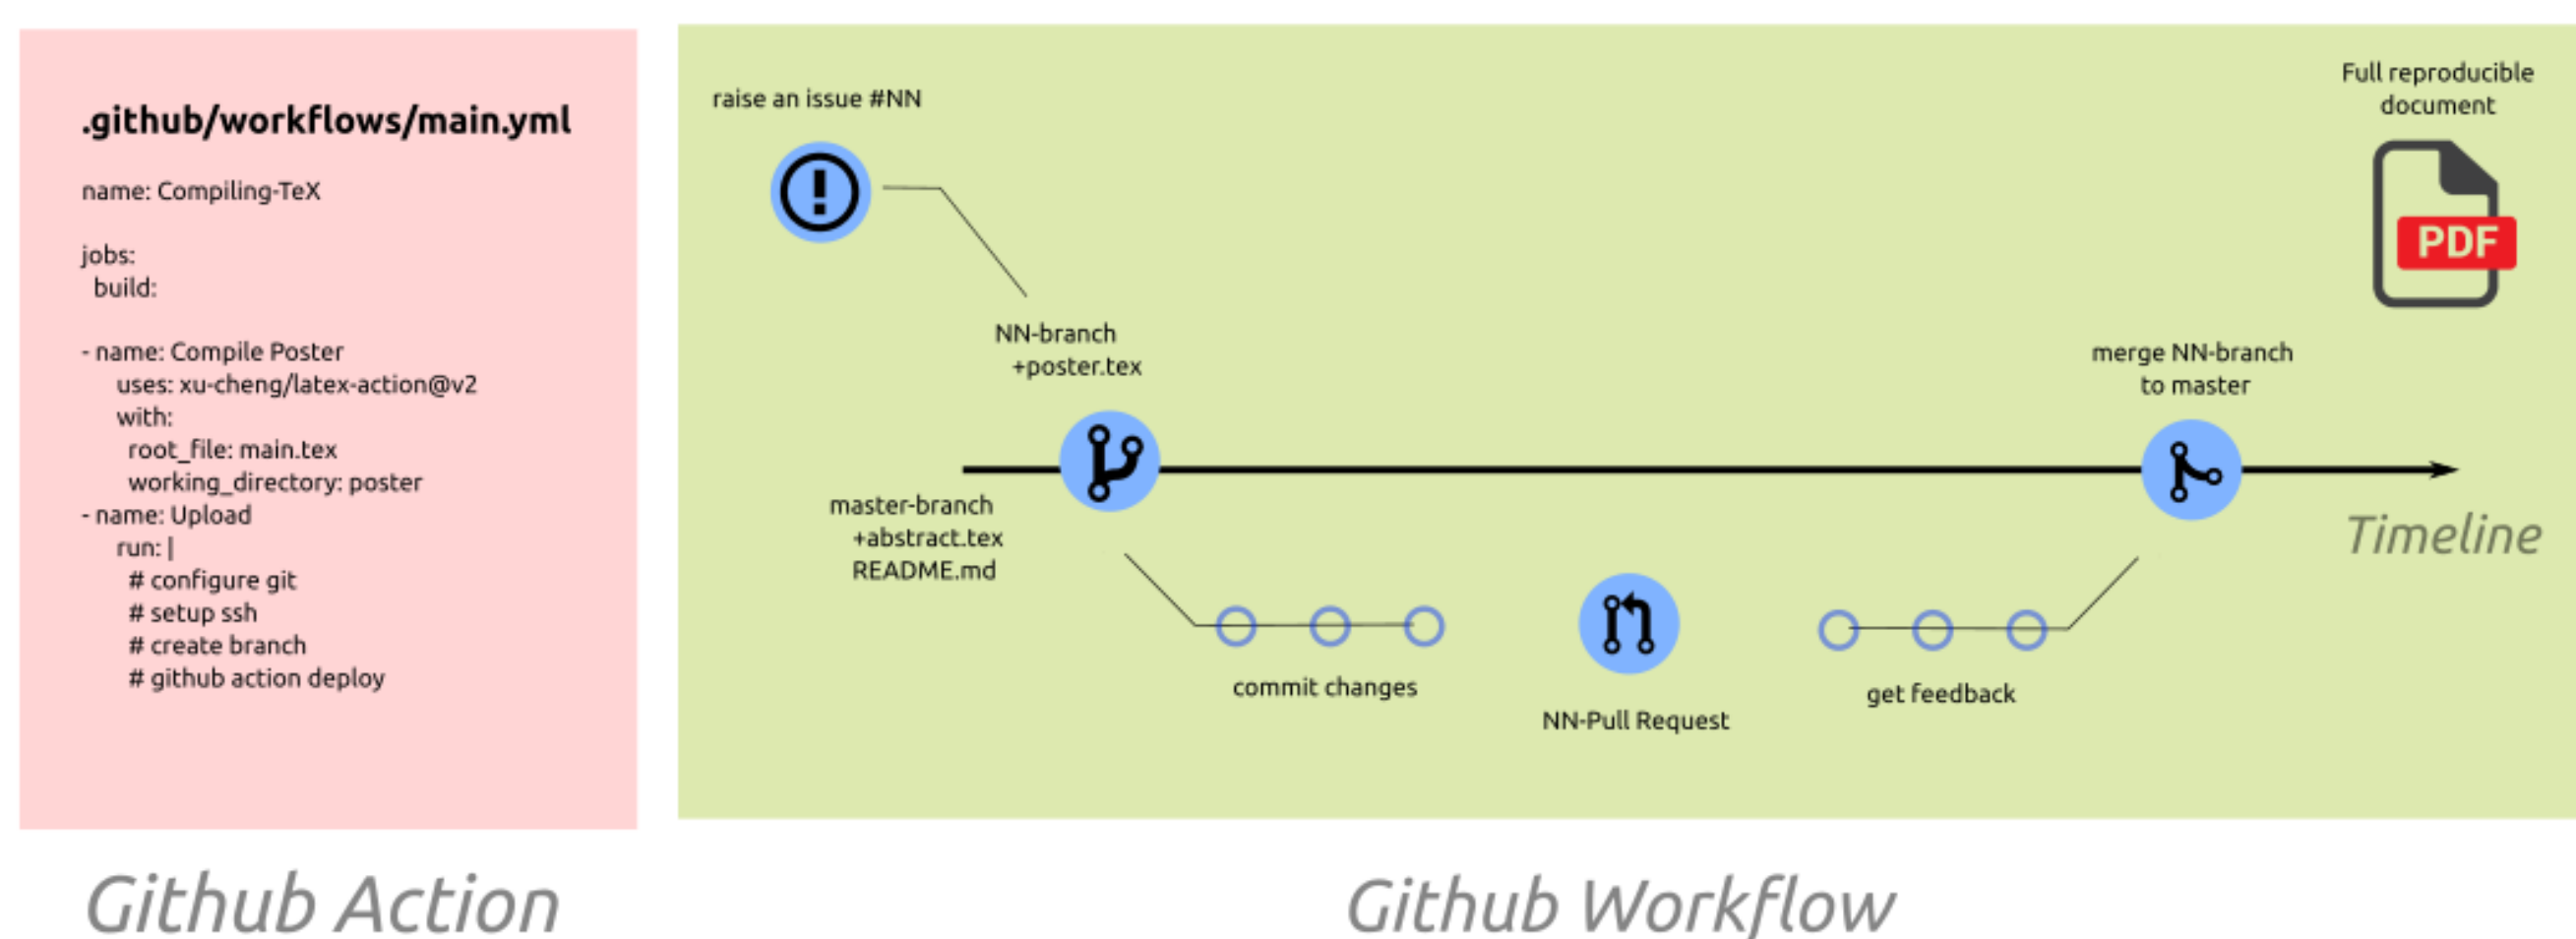 .github/workflows/main.yml
name: Compiling-TeX
jobs:
build:
- name: Compile Poster
uses: xu-cheng/latex-action@v2
with:
root_file: main.tex
working_directory: poster
- name: Upload
run: |
# configure git
# setup ssh
# create branch
# github action deploy
Github Action
raise an issue #NN
NN-branch
+poster.tex
master-branch
+abstract.tex
README.md
commit changes
NN-Pull Request
get feedback
merge NN-branch
to master
Full reproducible
document
PDF
Timeline
Github Workflow